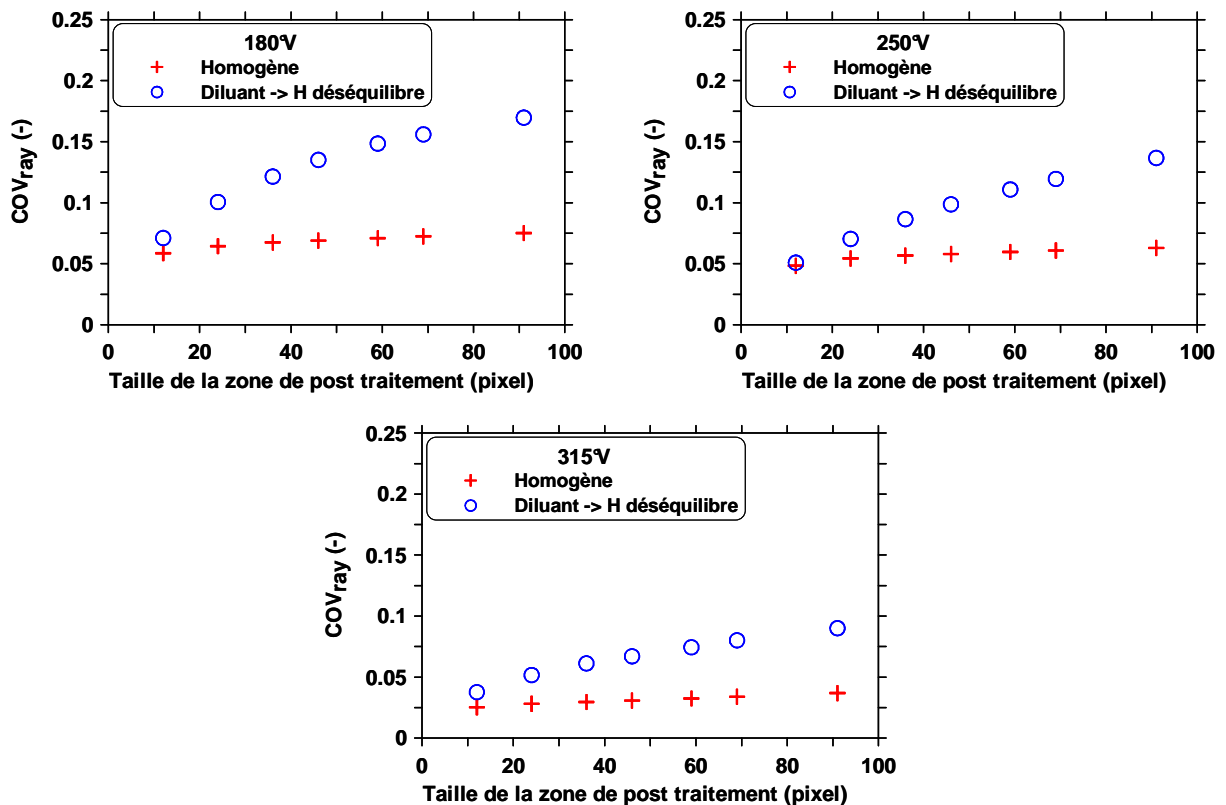 180°V
Homogène
Diluant -> H déséquilibre
0.25
0.2
0.15
0.1
0.05
0
COVray (-)
0 20 40 60 80 100
Taille de la zone de post traitement (pixel)
250°V
Homogène
Diluant -> H déséquilibre
0.25
0.2
0.15
0.1
0.05
0
COVray (-)
0 20 40 60 80 100
Taille de la zone de post traitement (pixel)
315°V
Homogène
Diluant -> H déséquilibre
0.25
0.2
0.15
0.1
0.05
0
COVray (-)
0 20 40 60 80 100
Taille de la zone de post traitement (pixel)